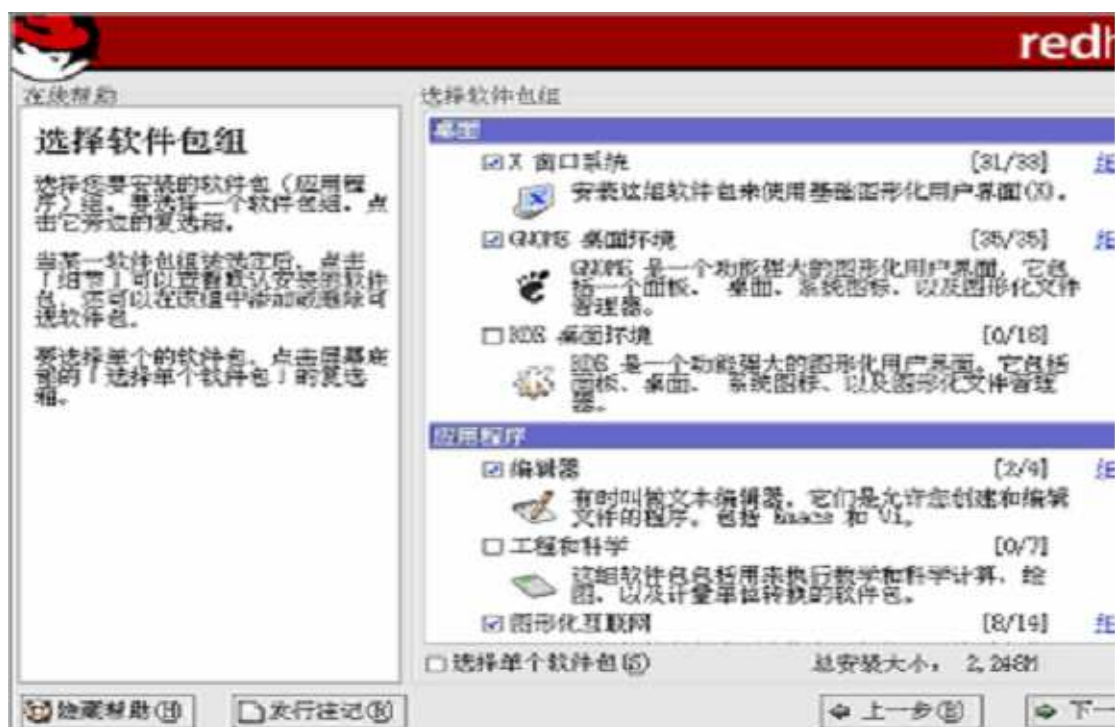 redh
在线帮助
选择软件包组
选择您要安装的软件包（应用程
序）组。要选择一个软件包组，点
击它旁边的复选箱。
当某一软件包组被选定后，点击
「细节」可以查看默认安装的软件
包，还可以在该组中添加或删除可
选软件包。
要选择单个的软件包，点击屏幕底
部的「选择单个软件包」的复选
箱。
选择软件包组
桌面
X 窗口系统 [31/33]
安装这组软件包来使用基础图形化用户界面(X)。
GNOME 桌面环境 [35/35]
GNOME 是一个功能强大的图形化用户界面，它包
括一个面板、 桌面、系统图标、以及图形化文件
管理器。
KDE 桌面环境 [0/16]
KDE 是一个功能强大的图形化用户界面。它包括
面板、桌面、 系统图标、以及图形化文件管理
器。
应用程序
编辑器 [2/4]
有时叫做文本编辑器，它们是允许您创建和编辑
文件的程序。包括 Emacs 和 Vi。
工程和科学 [0/7]
这组软件包包括用来执行数学和科学计算、绘
图、以及计量单位转换的软件包。
图形化互联网 [8/14]
选择单个软件包(S) 总安装大小： 2,248M
隐藏帮助(H) 发行注记(R) 上一步(B) 下一